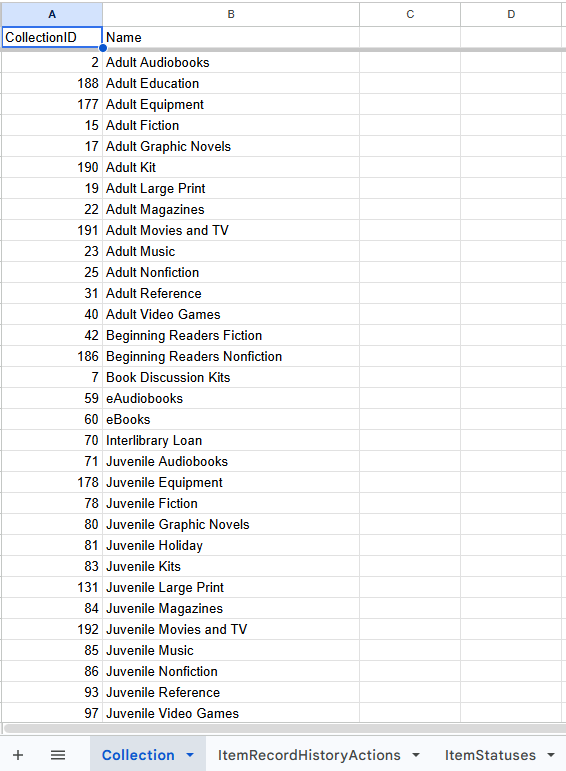 A B C D
CollectionID Name
2 Adult Audiobooks
188 Adult Education
177 Adult Equipment
15 Adult Fiction
17 Adult Graphic Novels
190 Adult Kit
19 Adult Large Print
22 Adult Magazines
191 Adult Movies and TV
23 Adult Music
25 Adult Nonfiction
31 Adult Reference
40 Adult Video Games
42 Beginning Readers Fiction
186 Beginning Readers Nonfiction
7 Book Discussion Kits
59 eAudiobooks
60 eBooks
70 Interlibrary Loan
71 Juvenile Audiobooks
178 Juvenile Equipment
78 Juvenile Fiction
80 Juvenile Graphic Novels
81 Juvenile Holiday
83 Juvenile Kits
131 Juvenile Large Print
84 Juvenile Magazines
192 Juvenile Movies and TV
85 Juvenile Music
86 Juvenile Nonfiction
93 Juvenile Reference
97 Juvenile Video Games
Collection ItemRecordHistoryActions ItemStatuses